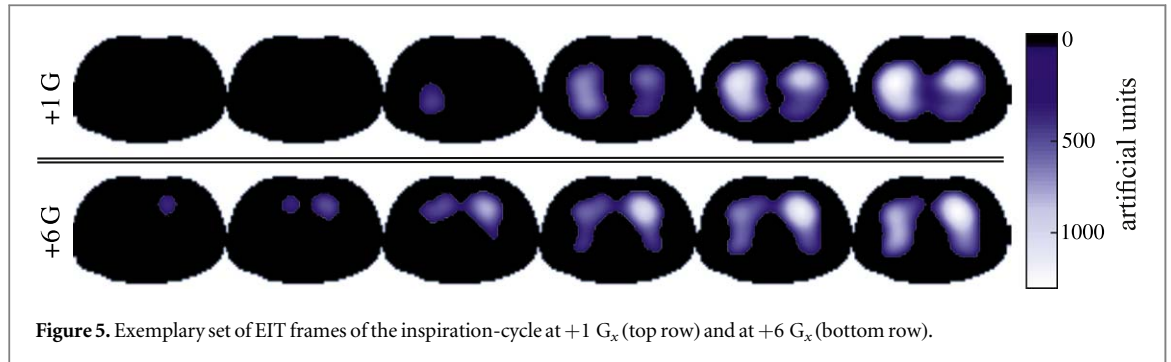 +1 G
+6 G
0
500
1000
artificial units
Figure 5. Exemplary set of EIT frames of the inspiration-cycle at +1 Gₓ (top row) and at +6 Gₓ (bottom row).